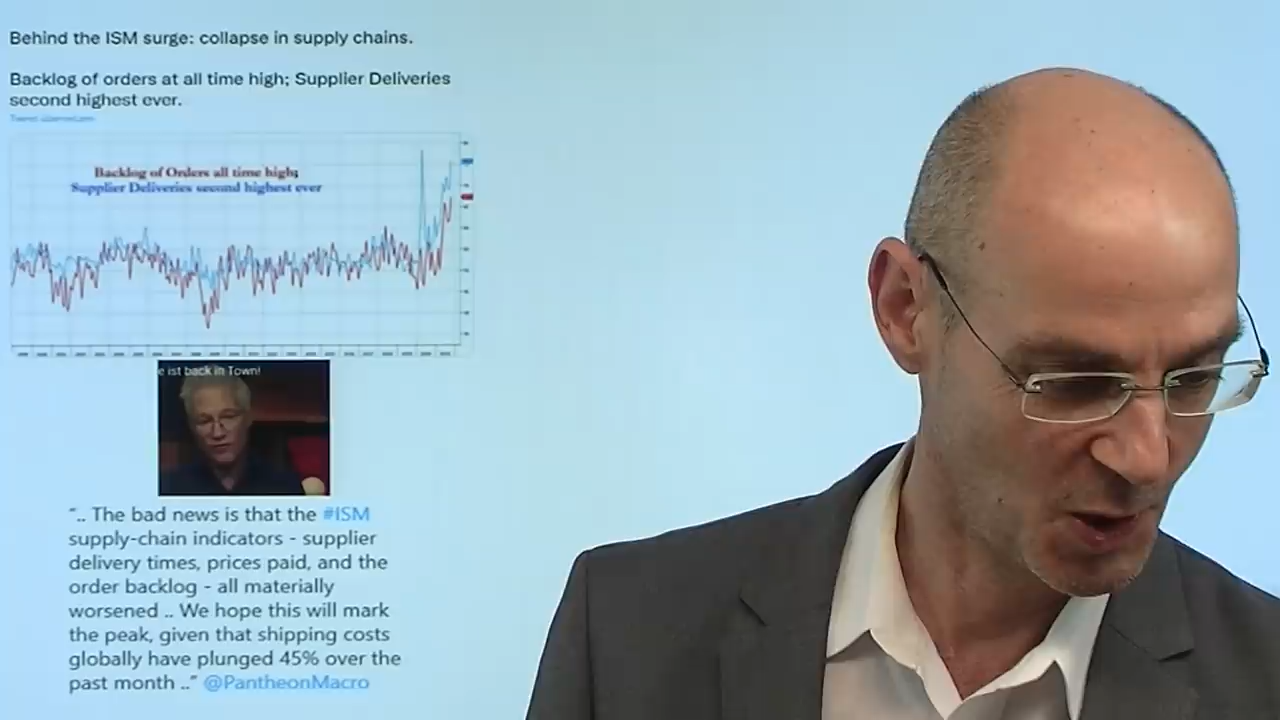 Behind the ISM surge: collapse in supply chains.
Backlog of orders at all time high; Supplier Deliveries
second highest ever.
Backlog of Orders all time high;
Supplier Deliveries second highest ever
e ist back in Town!
“.. The bad news is that the #ISM
supply-chain indicators - supplier
delivery times, prices paid, and the
order backlog - all materially
worsened .. We hope this will mark
the peak, given that shipping costs
globally have plunged 45% over the
past month ..” @PantheonMacro